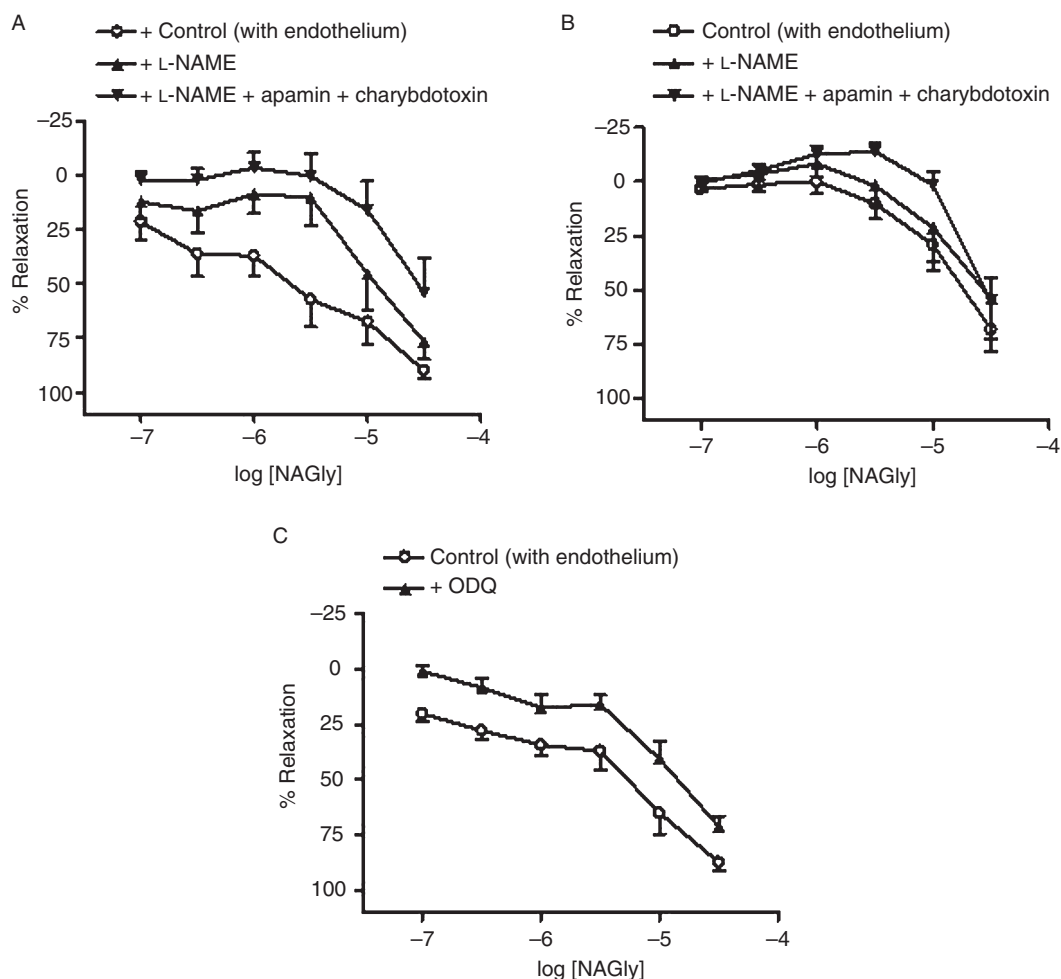 A
+ Control (with endothelium)
+ L-NAME
+ L-NAME + apamin + charybdotoxin
−25
0
25
50
75
100
% Relaxation
−7
−6
−5
−4
log [NAGly]
B
Control (with endothelium)
+ L-NAME
+ L-NAME + apamin + charybdotoxin
−25
0
25
50
75
100
% Relaxation
−7
−6
−5
−4
log [NAGly]
C
Control (with endothelium)
+ ODQ
−25
0
25
50
75
100
% Relaxation
−7
−6
−5
−4
log [NAGly]